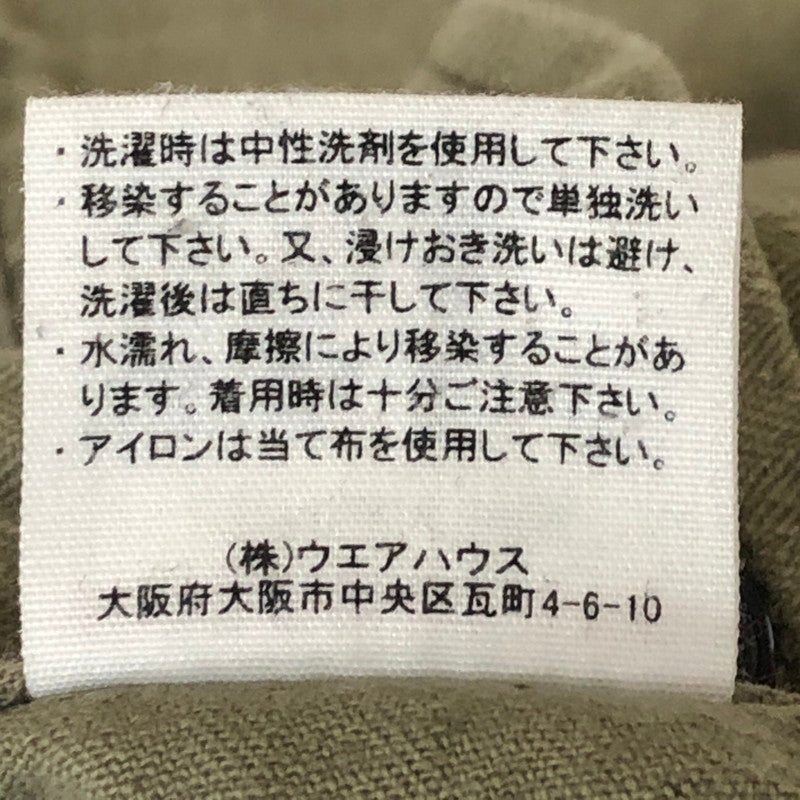 ・洗濯時は中性洗剤を使用して下さい。
・移染することがありますので単独洗い
して下さい。又、浸けおき洗いは避け、
洗濯後は直ちに干して下さい。
・水濡れ、摩擦により移染することがあ
ります。着用時は十分ご注意下さい。
・アイロンは当て布を使用して下さい。
(株)ウエアハウス
大阪府大阪市中央区瓦町4-6-10